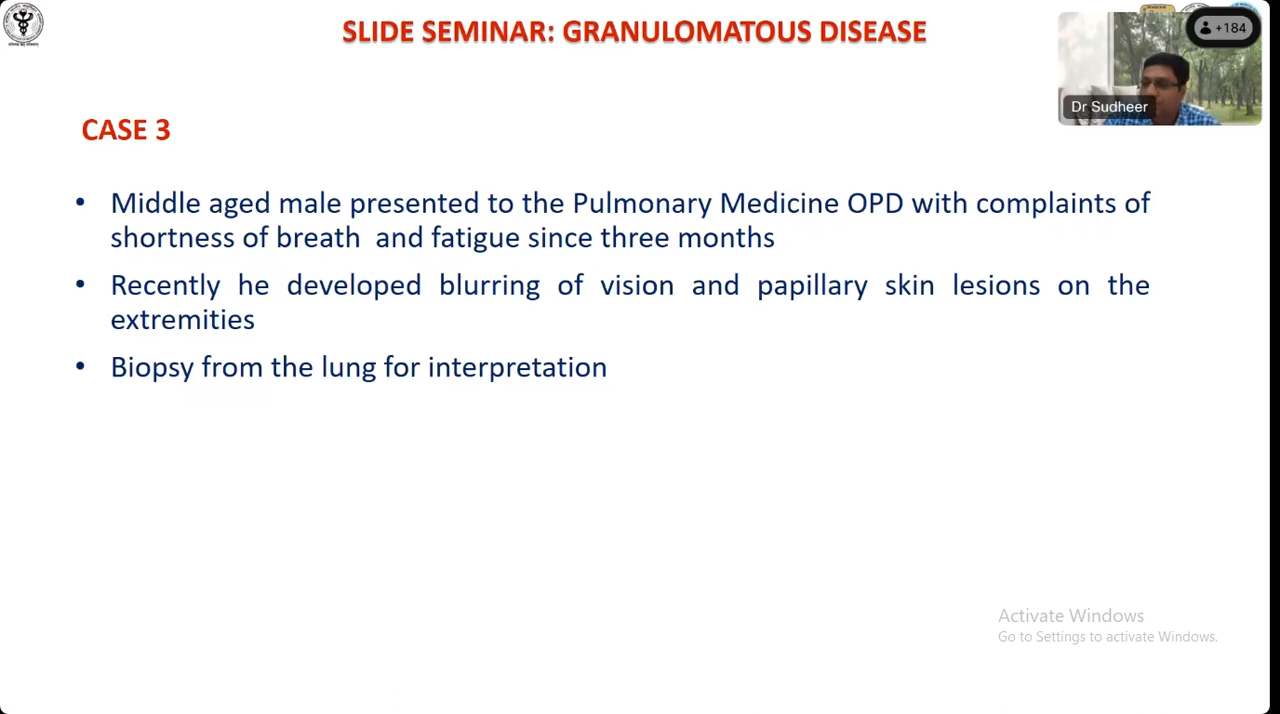 SLIDE SEMINAR: GRANULOMATOUS DISEASE
+184
Dr Sudheer
CASE 3
• Middle aged male presented to the Pulmonary Medicine OPD with complaints of
shortness of breath and fatigue since three months
• Recently he developed blurring of vision and papillary skin lesions on the
extremities
• Biopsy from the lung for interpretation
Activate Windows
Go to Settings to activate Windows.